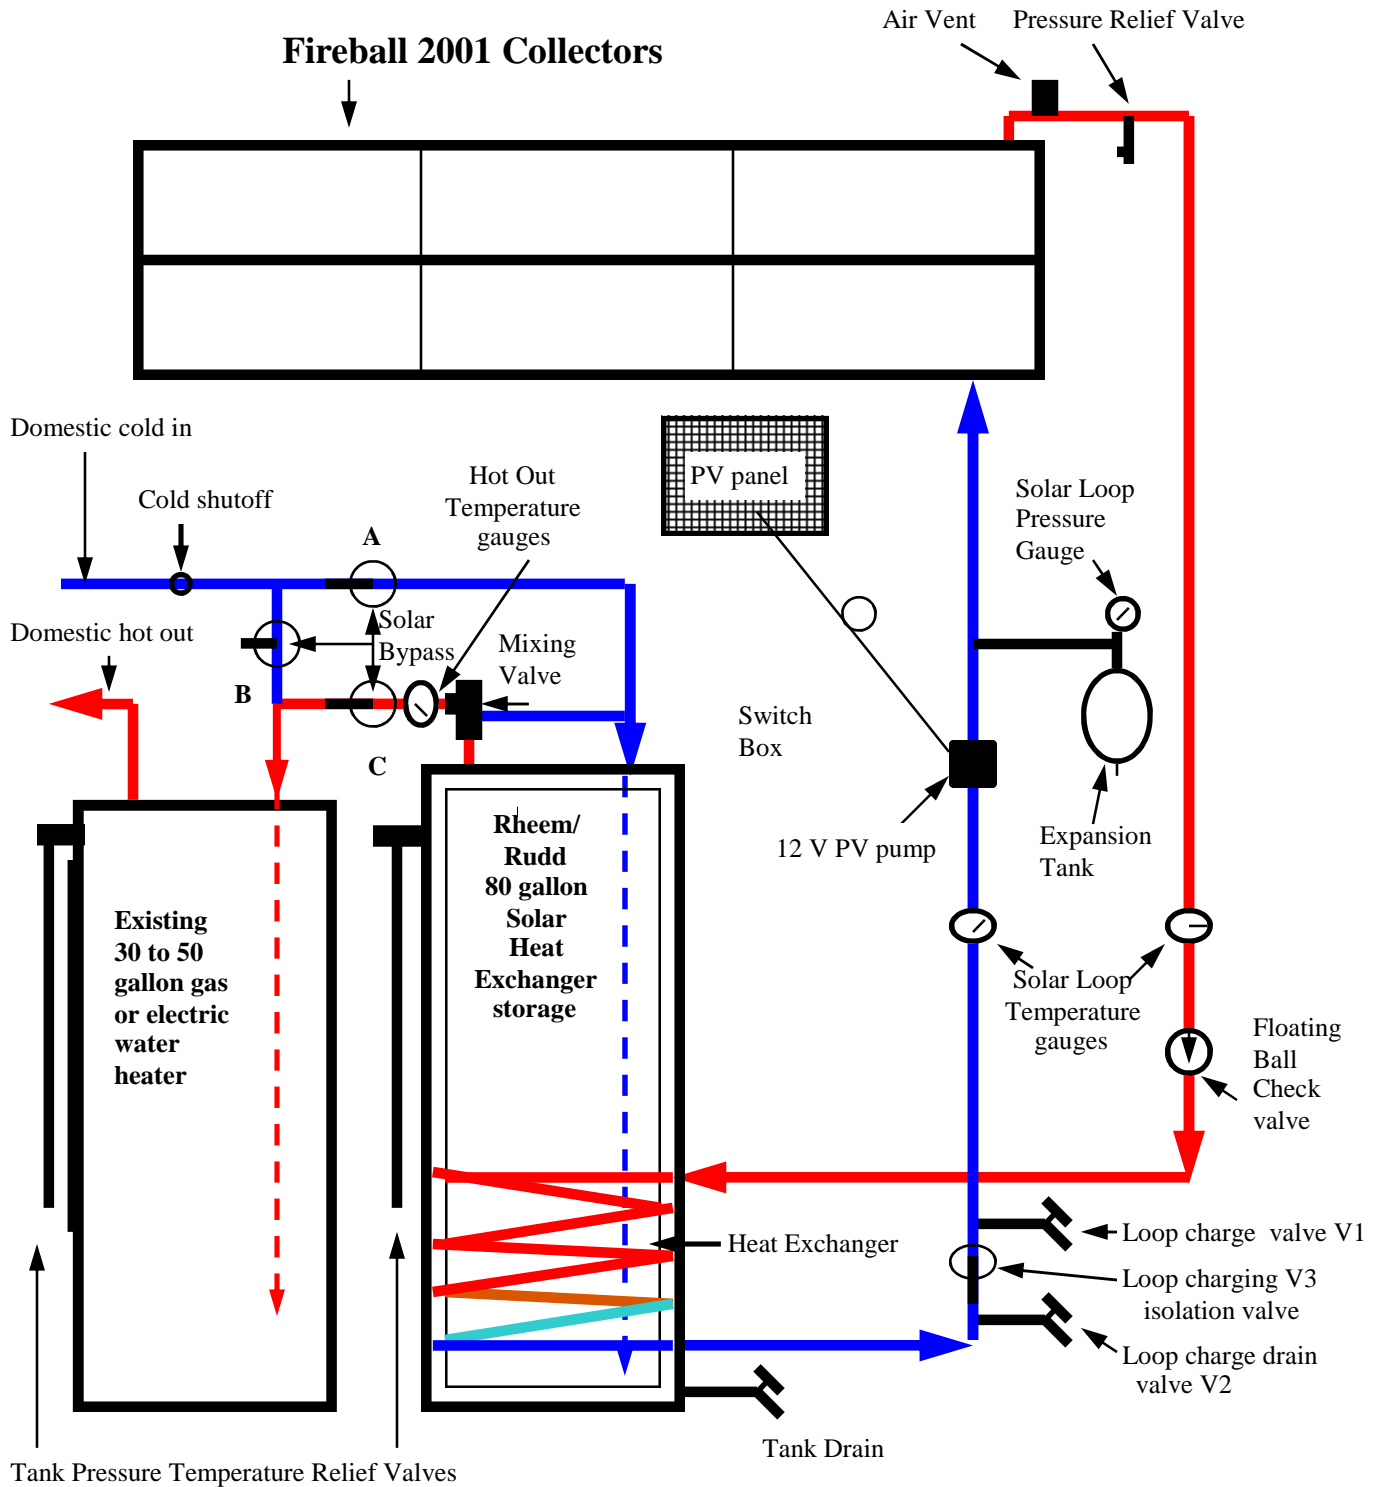 Air Vent
Pressure Relief Valve
Fireball 2001 Collectors
Domestic cold in
Cold shutoff
Hot Out
Temperature
gauges
PV panel
Solar Loop
Pressure
Gauge
A
Domestic hot out
Solar
Bypass
Mixing
Valve
B
C
Switch
Box
12 V PV pump
Expansion
Tank
Rheem/
Rudd
80 gallon
Solar
Heat
Exchanger
storage
Existing
30 to 50
gallon gas
or electric
water
heater
Solar Loop
Temperature
gauges
Floating
Ball
Check
valve
Heat Exchanger
Loop charge valve V1
Loop charging V3
isolation valve
Loop charge drain
valve V2
Tank Drain
Tank Pressure Temperature Relief Valves